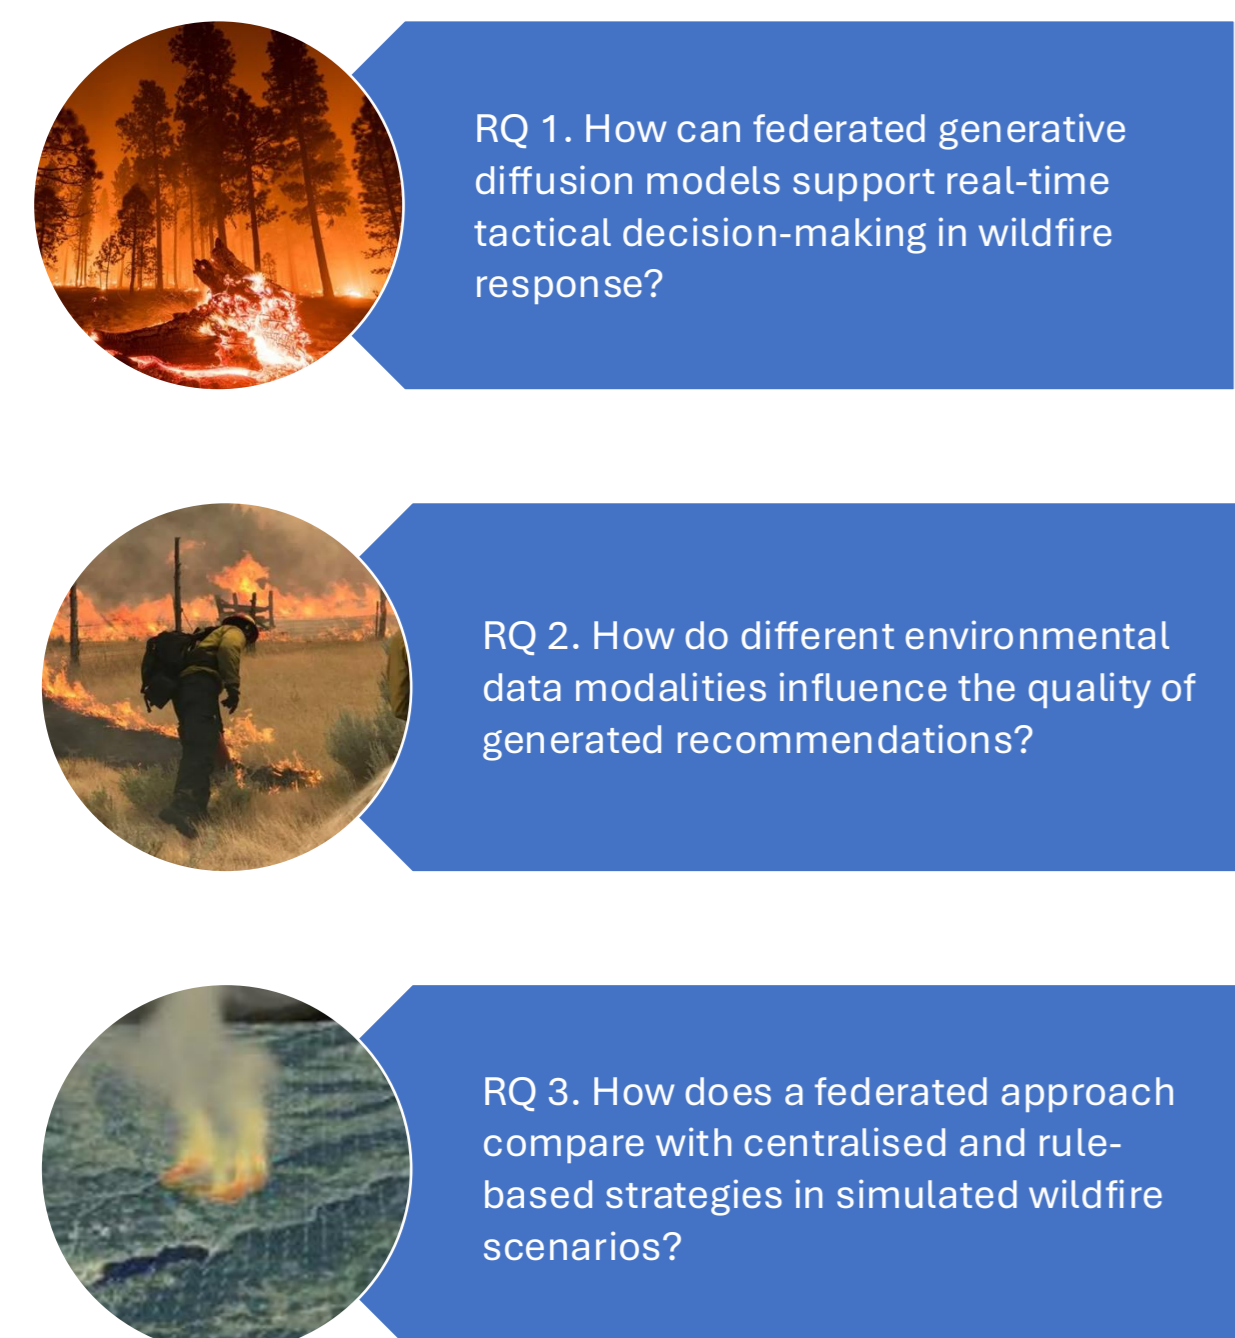 RQ 1. How can federated generative
diffusion models support real-time
tactical decision-making in wildfire
response?
RQ 2. How do different environmental
data modalities influence the quality of
generated recommendations?
RQ 3. How does a federated approach
compare with centralised and rule-
based strategies in simulated wildfire
scenarios?